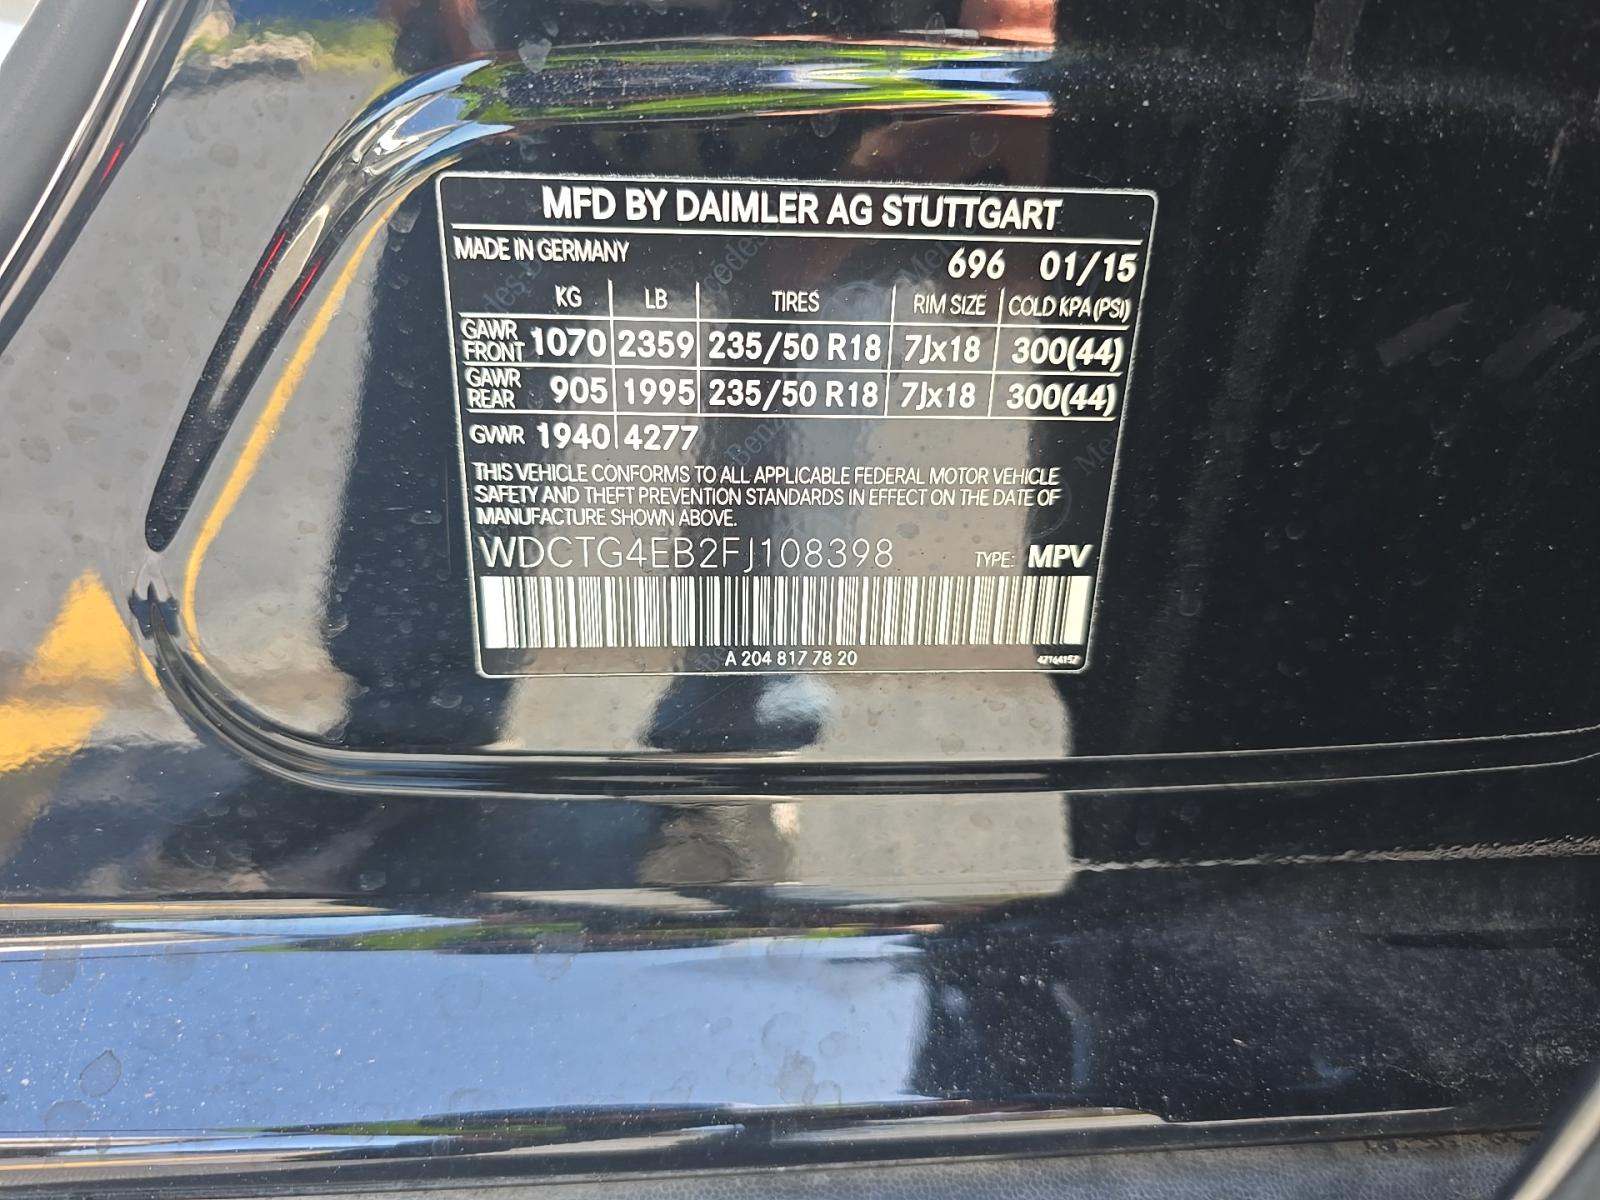 MFD BY DAIMLER AG STUTTGART
MADE IN GERMANY 696 01/15
KG LB TIRES RIM SIZE COLD KPA(PSI)
GAWR FRONT 1070 2359 235/50 R18 7Jx18 300(44)
GAWR REAR 905 1995 235/50 R18 7Jx18 300(44)
GVWR 1940 4277
THIS VEHICLE CONFORMS TO ALL APPLICABLE FEDERAL MOTOR VEHICLE
SAFETY AND THEFT PREVENTION STANDARDS IN EFFECT ON THE DATE OF
MANUFACTURE SHOWN ABOVE.
WDCTG4EB2FJ108398 TYPE: MPV
A 204 817 78 20